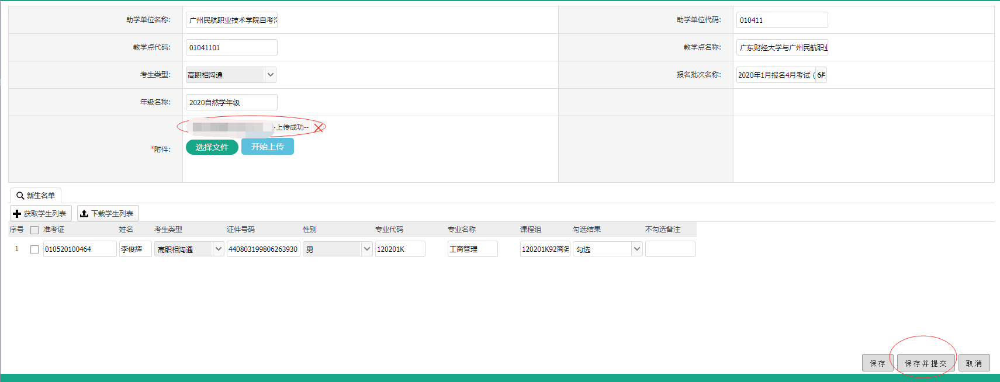 助学单位名称: 广州民航职业技术学院自考 助学单位代码: 010411
教学点代码: 01041101 教学点名称: 广东财经大学与广州民航职业
考生类型: 高职相沟通 报名批次名称: 2020年1月报名4月考试 (6月
年级名称: 2020自然学年级
-上传成功--
*附件:
选择文件 开始上传
新生名单
获取学生列表 下载学生列表
序号 准考证 姓名 考生类型 证件号码 性别 专业代码 专业名称 课程组 勾选结果 不勾选备注
1 010520100464 李俊辉 高职相沟通 440803199806263930 男 120201K 工商管理 120201K92商务 勾选
保存 保存并提交 取消